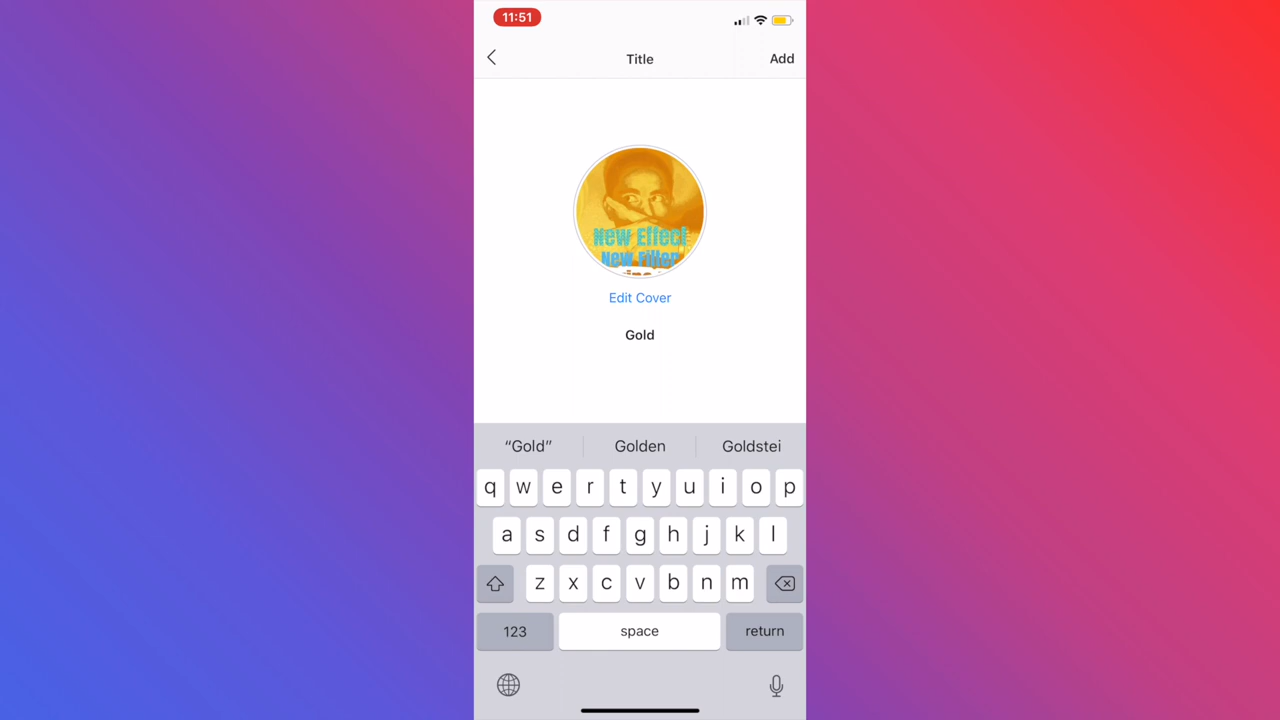 11:51
Title
Add
New Effect
New Filter
Edit Cover
Gold
“Gold”
Golden
Goldstei
q w e r t y u i o p
a s d f g h j k l
z x c v b n m
123
space
return